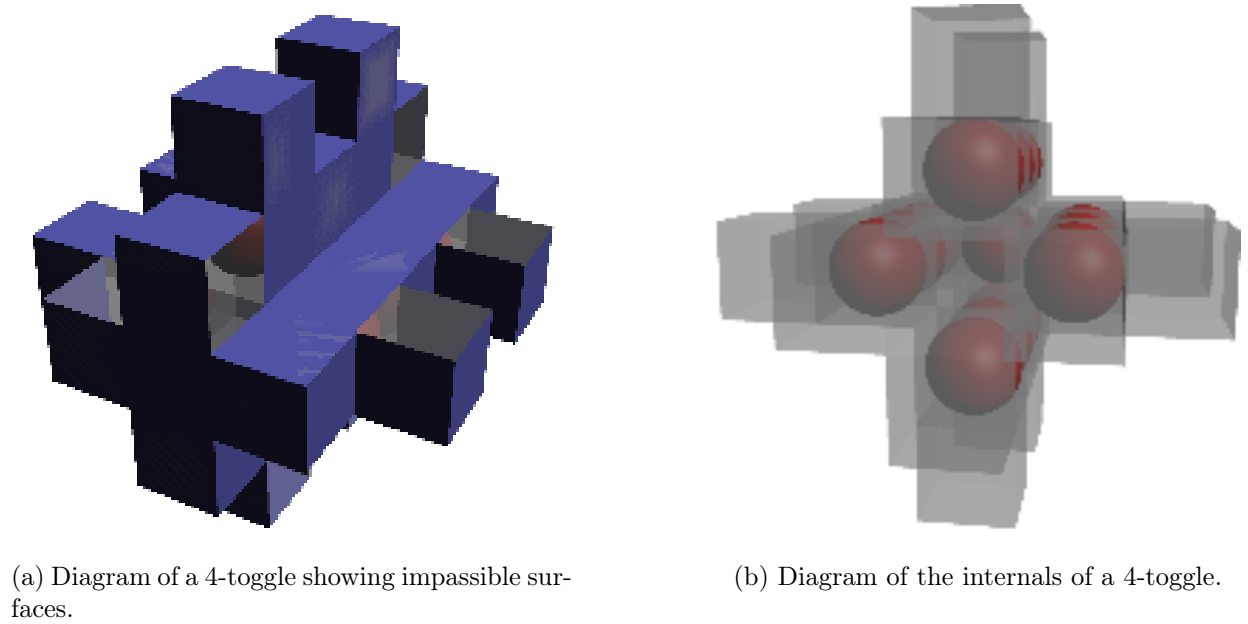 (a) Diagram of a 4-toggle showing impassible sur-
faces.
(b) Diagram of the internals of a 4-toggle.